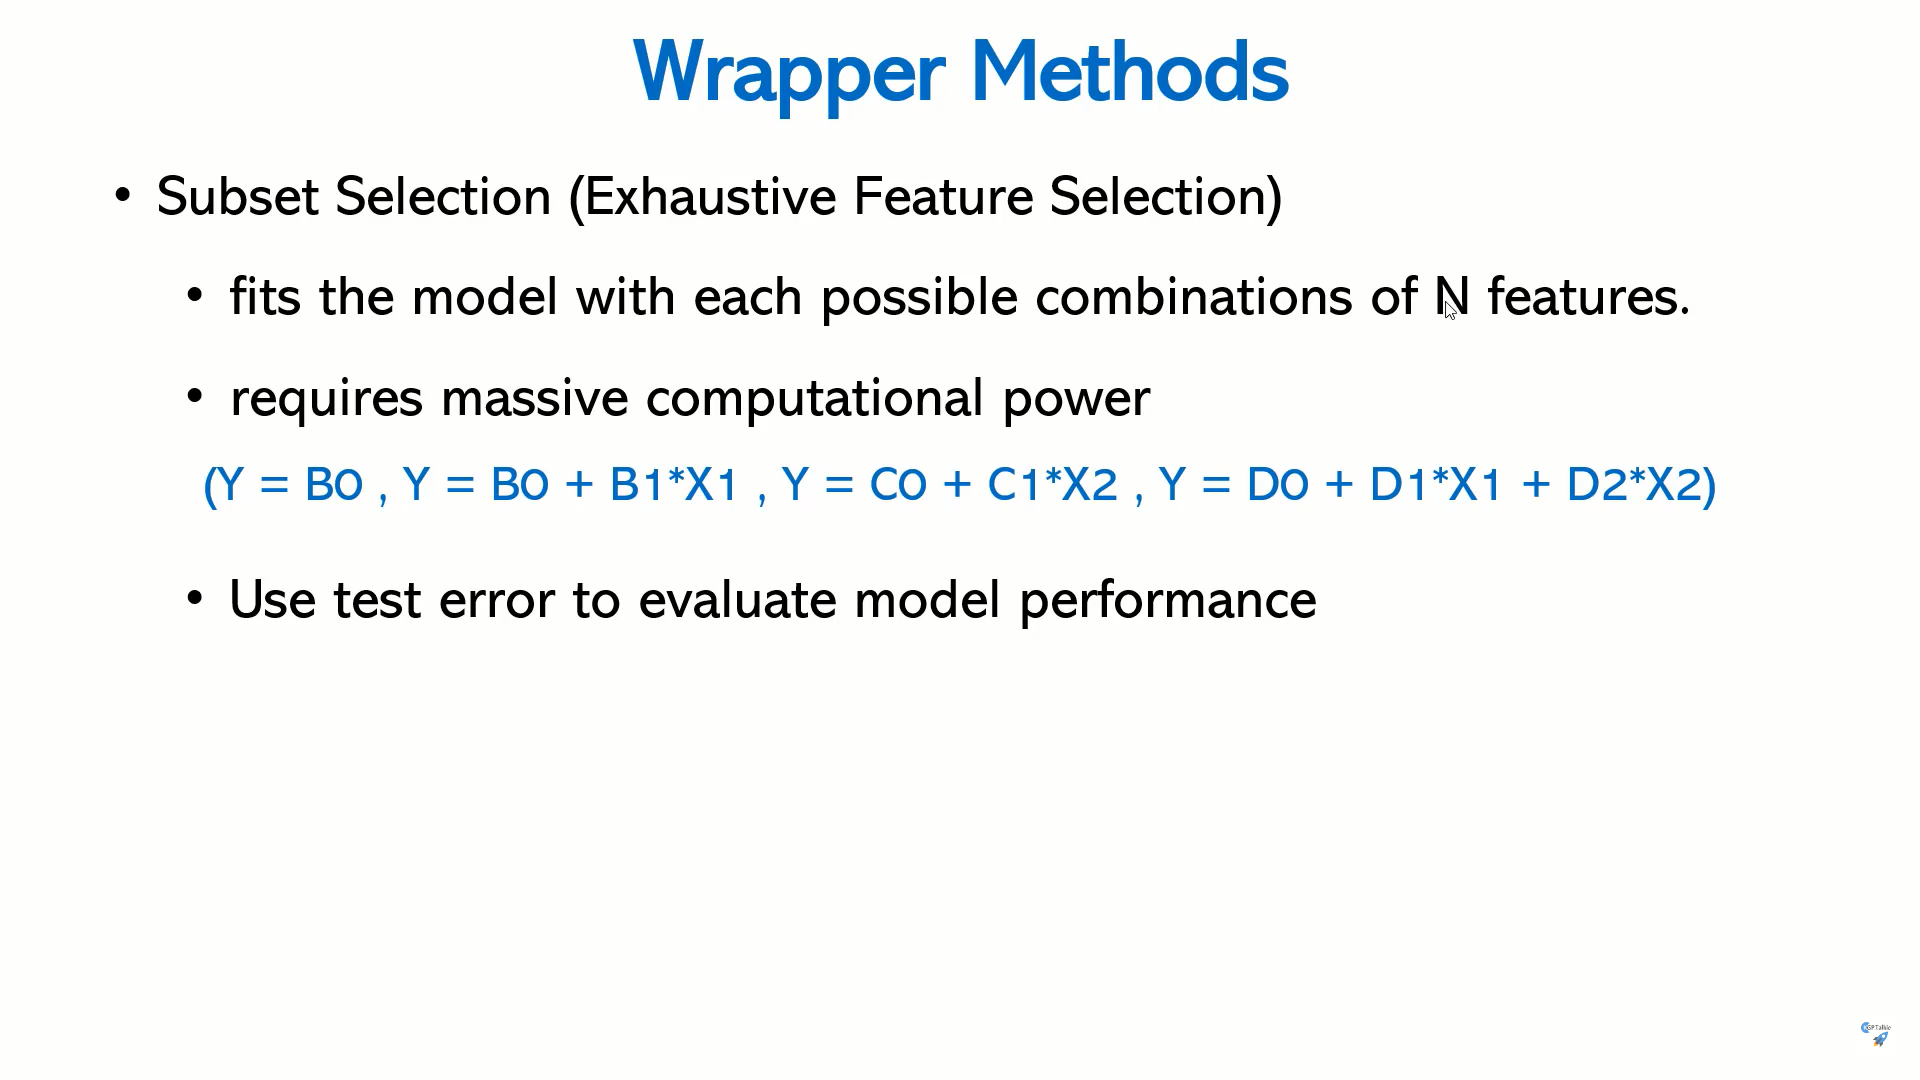 Wrapper Methods
• Subset Selection (Exhaustive Feature Selection)
• fits the model with each possible combinations of N features.
• requires massive computational power
(Y = B0 , Y = B0 + B1*X1 , Y = C0 + C1*X2 , Y = D0 + D1*X1 + D2*X2)
• Use test error to evaluate model performance
KGPTalkie